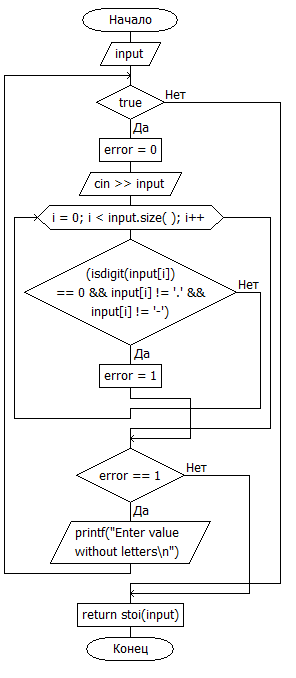 Начало
input
true
Нет
Да
error = 0
cin >> input
i = 0; i < input.size( ); i++
(isdigit(input[i])
== 0 && input[i] != '.' &&
input[i] != '-')
Нет
Да
error = 1
error == 1
Нет
Да
printf("Enter value
without letters\n")
return stoi(input)
Конец